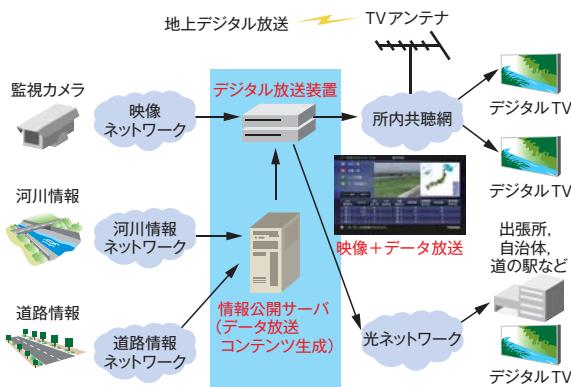 地上デジタル放送
TVアンテナ
監視カメラ
映像
ネットワーク
デジタル放送装置
所内共聴網
デジタルTV
デジタルTV
河川情報
河川情報
ネットワーク
映像+データ放送
出張所,
自治体,
道の駅など
道路情報
道路情報
ネットワーク
情報公開サーバ
(データ放送
コンテンツ生成)
光ネットワーク
デジタルTV